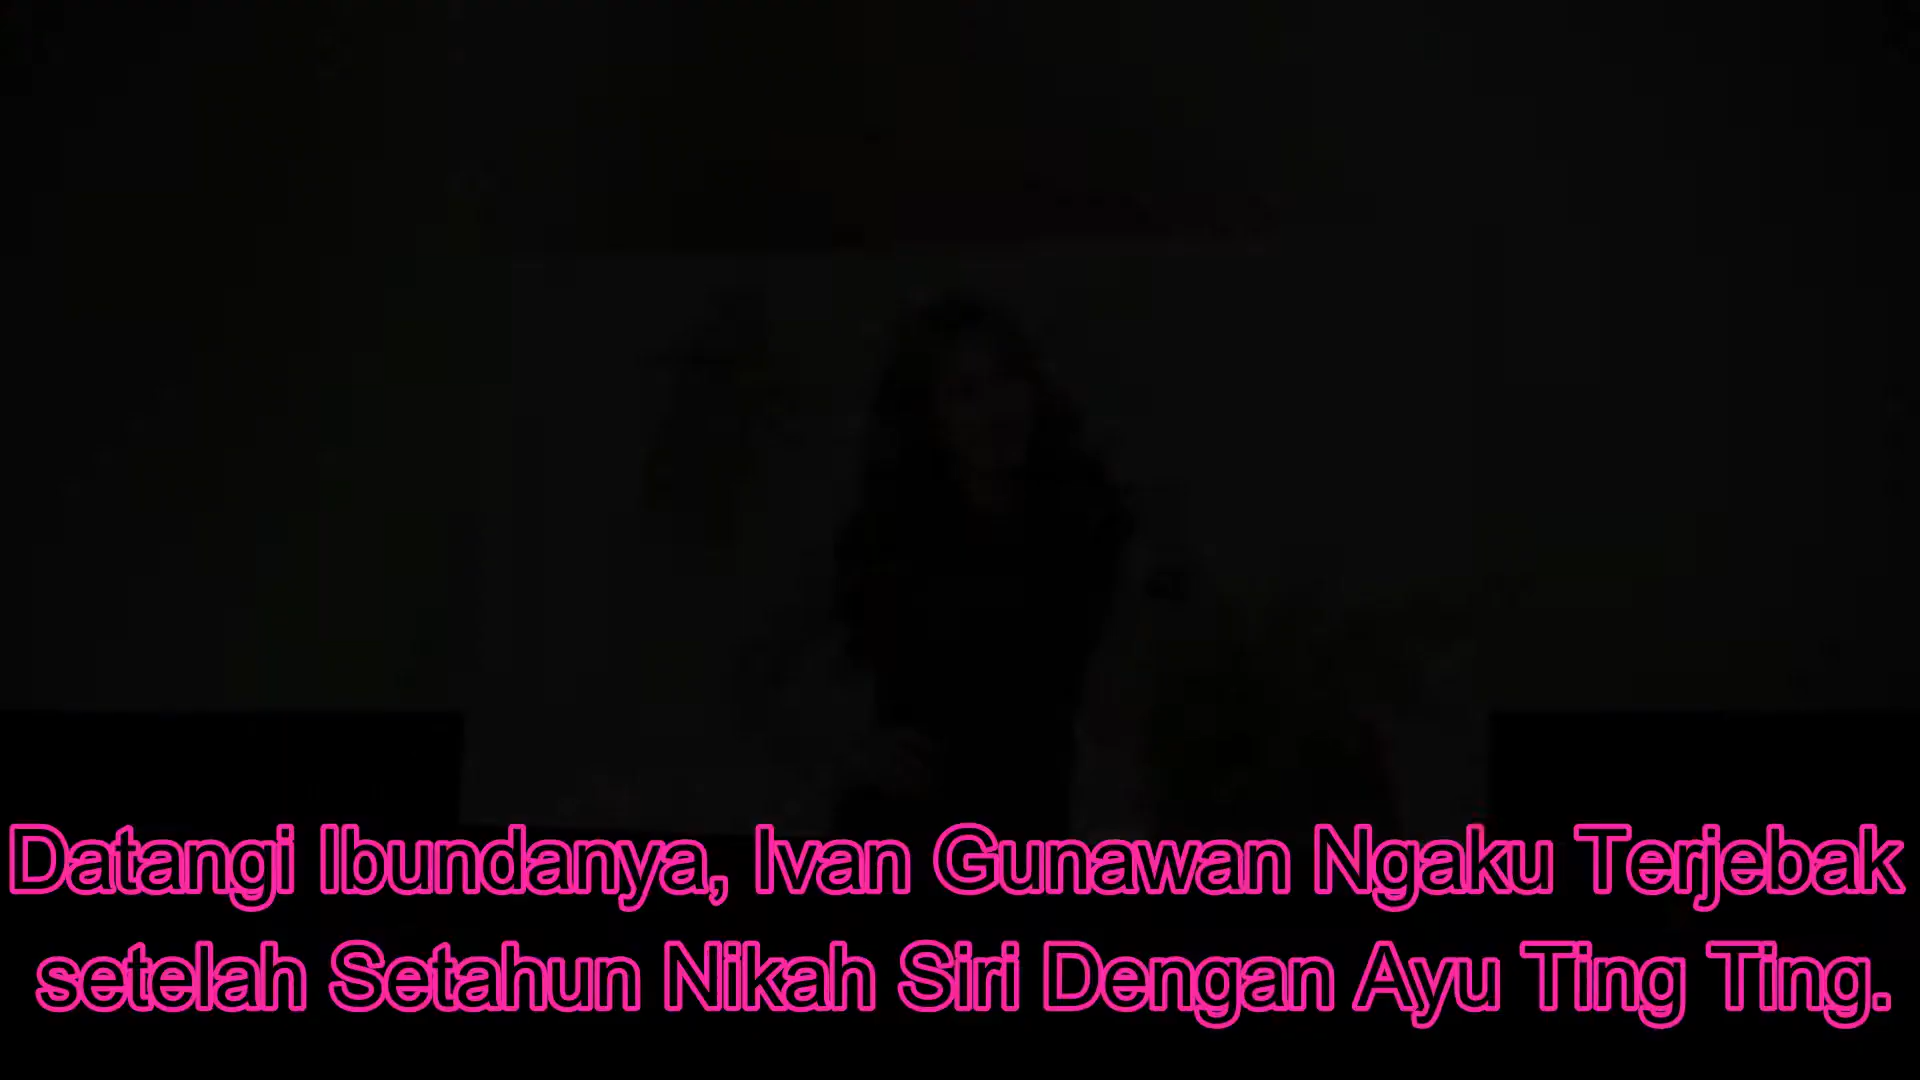 Datangi Ibundanya, Ivan Gunawan Ngaku Terjebak
setelah Setahun Nikah Siri Dengan Ayu Ting Ting.